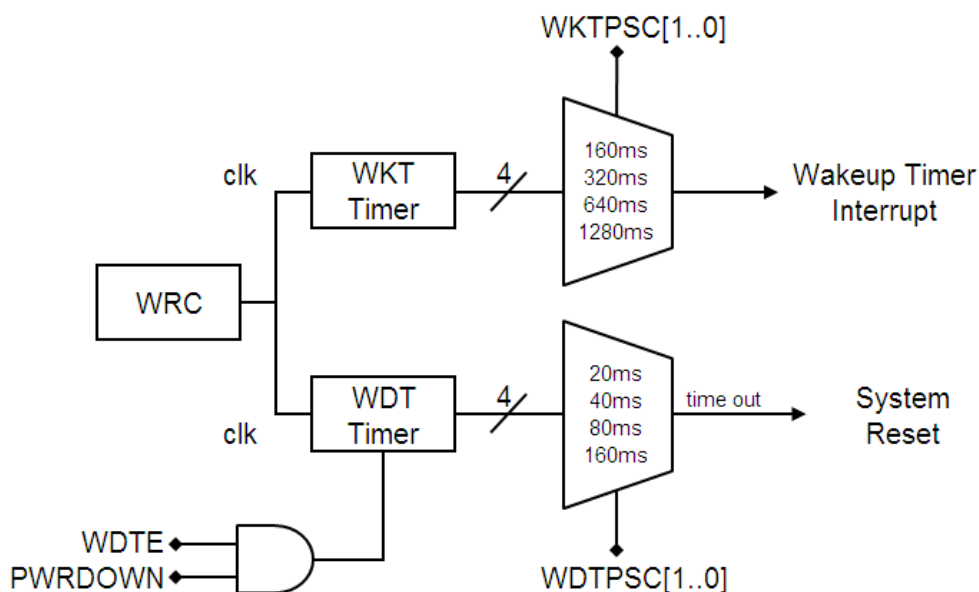 WKTPSC[1..0]
clk
WKT
Timer
4
160ms
320ms
640ms
1280ms
Wakeup Timer
Interrupt
WRC
WDT
Timer
clk
4
20ms
40ms
80ms
160ms
time out
System
Reset
WDTE
PWRDOWN
WDTPSC[1..0]